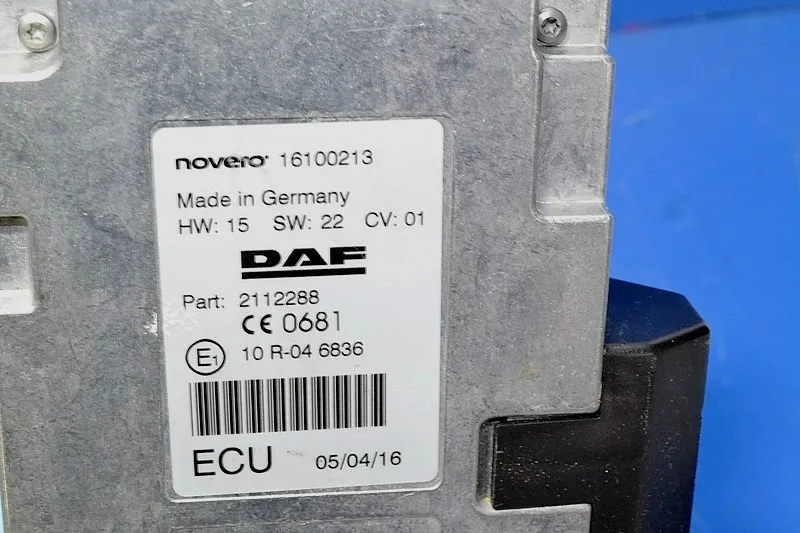 novero 16100213
Made in Germany
HW: 15 SW: 22 CV: 01
DAF
Part: 2112288
CE 0681
E1 10 R-04 6836
ECU 05/04/16